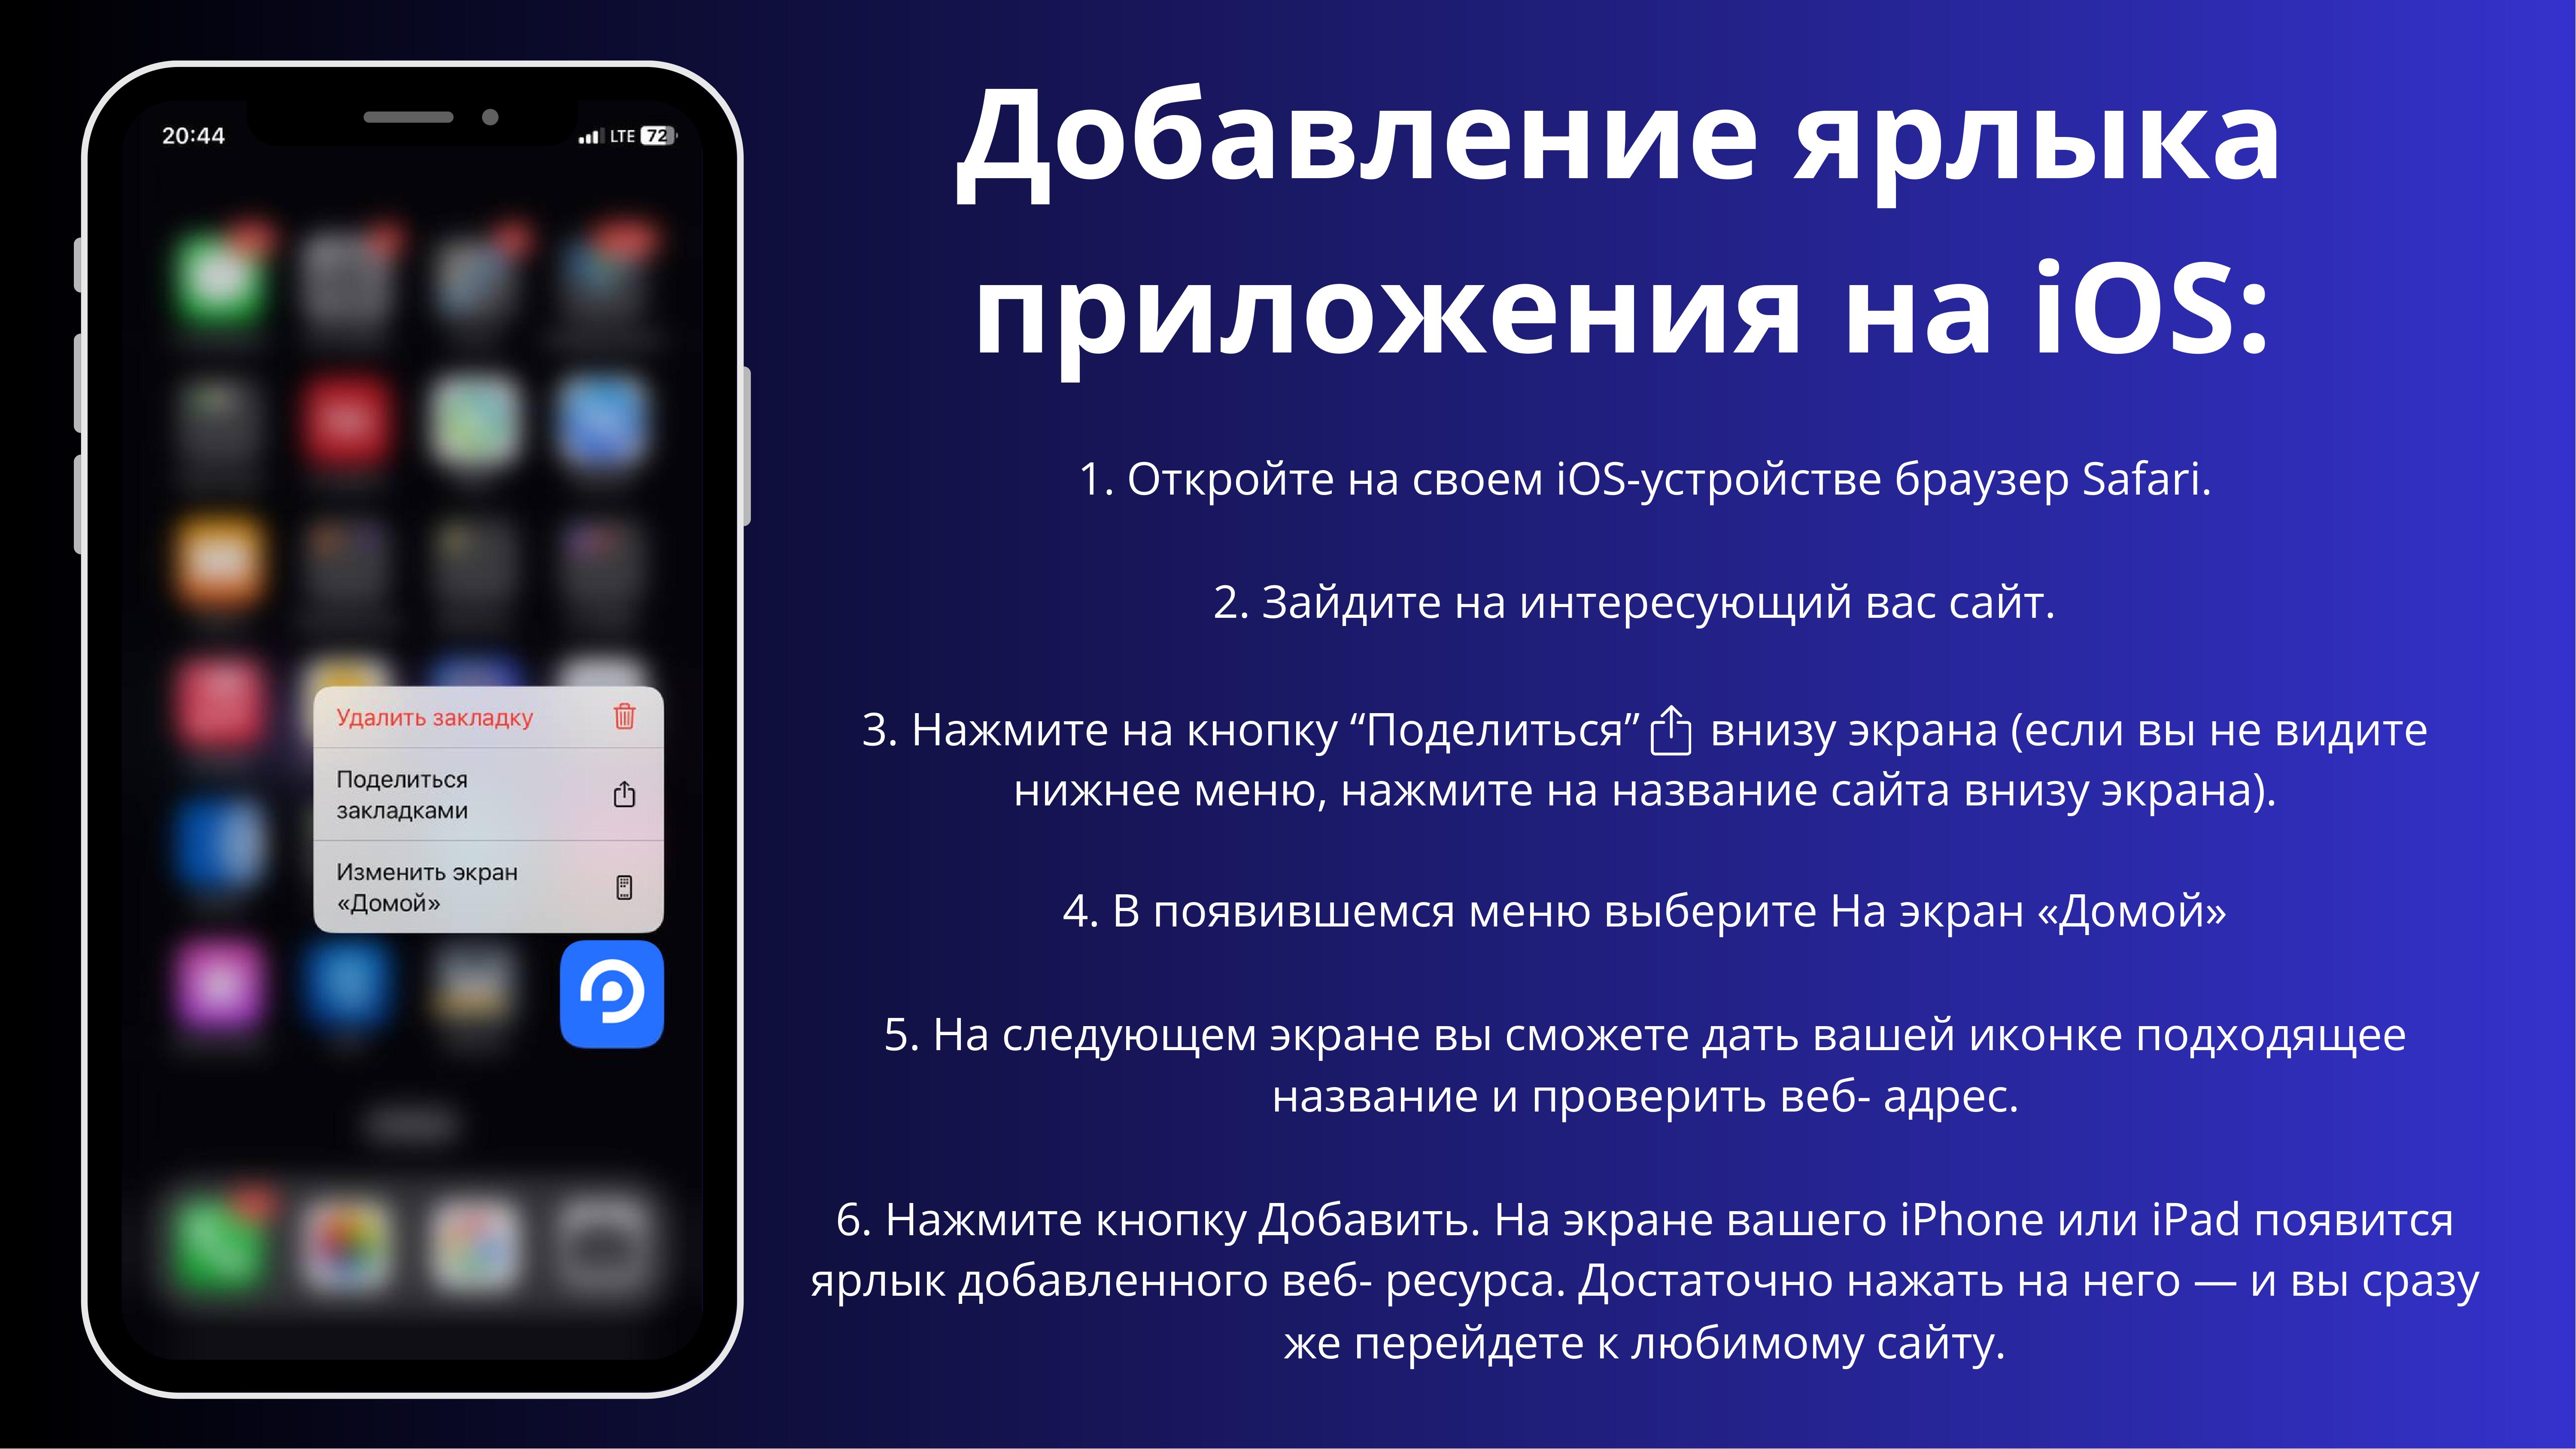 20:44
LTE 72
Удалить закладку
Поделиться
закладками
Изменить экран
«Домой»
Добавление ярлыка
приложения на iOS:
1. Откройте на своем iOS-устройстве браузер Safari.
2. Зайдите на интересующий вас сайт.
3. Нажмите на кнопку “Поделиться” внизу экрана (если вы не видите
нижнее меню, нажмите на название сайта внизу экрана).
4. В появившемся меню выберите На экран «Домой»
5. На следующем экране вы сможете дать вашей иконке подходящее
название и проверить веб- адрес.
6. Нажмите кнопку Добавить. На экране вашего iPhone или iPad появится
ярлык добавленного веб- ресурса. Достаточно нажать на него — и вы сразу
же перейдете к любимому сайту.